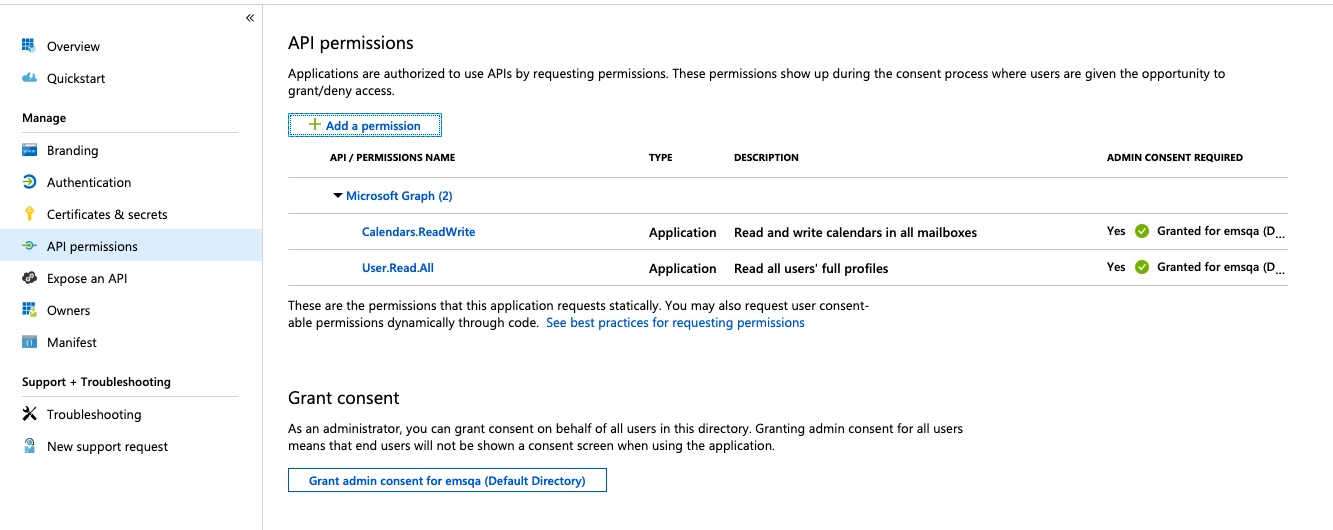 «
Overview
Quickstart
Manage
Branding
Authentication
Certificates & secrets
API permissions
Expose an API
Owners
Manifest
Support + Troubleshooting
Troubleshooting
New support request
API permissions
Applications are authorized to use APIs by requesting permissions. These permissions show up during the consent process where users are given the opportunity to
grant/deny access.
+ Add a permission
API / PERMISSIONS NAME TYPE DESCRIPTION ADMIN CONSENT REQUIRED
Microsoft Graph (2)
Calendars.ReadWrite Application Read and write calendars in all mailboxes Yes Granted for emsqa (D...
User.Read.All Application Read all users' full profiles Yes Granted for emsqa (D...
These are the permissions that this application requests statically. You may also request user consent-
able permissions dynamically through code. See best practices for requesting permissions
Grant consent
As an administrator, you can grant consent on behalf of all users in this directory. Granting admin consent for all users
means that end users will not be shown a consent screen when using the application.
Grant admin consent for emsqa (Default Directory)